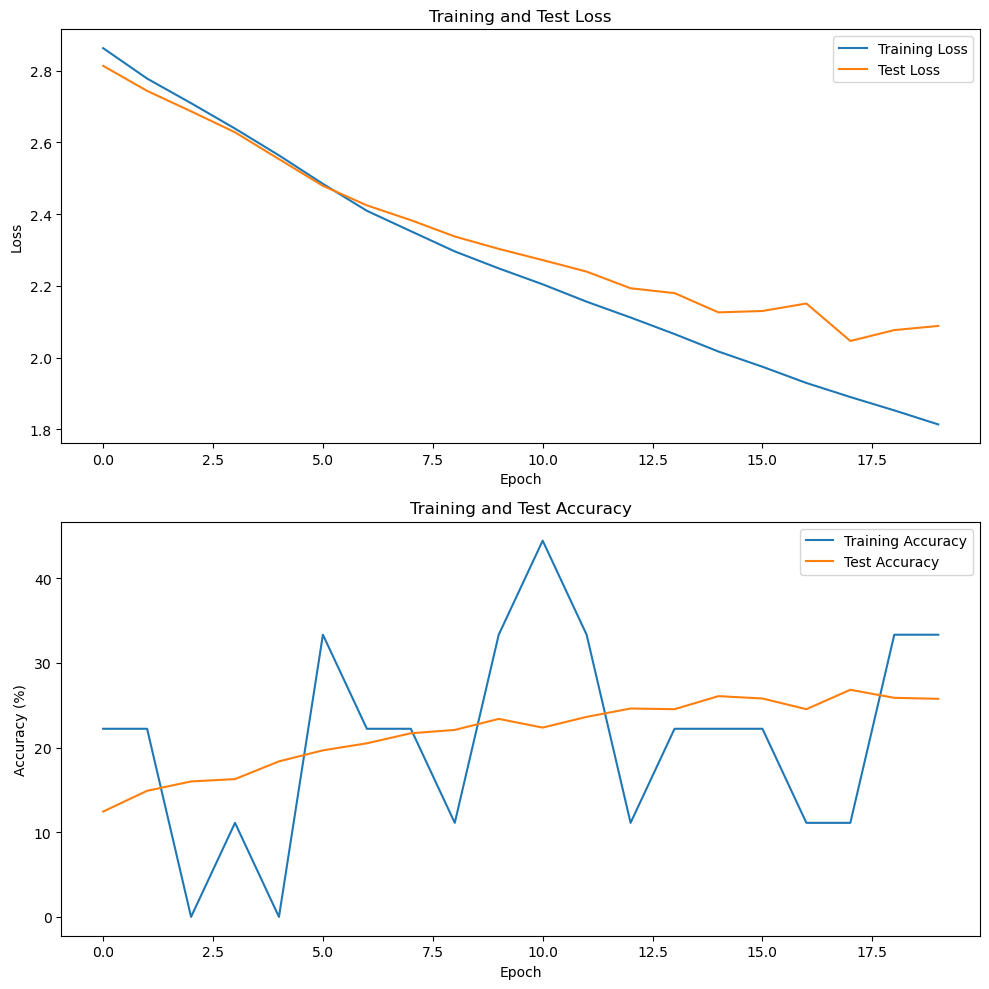 Training and Test Loss
Training Loss
Test Loss
2.8
2.6
2.4
2.2
2.0
1.8
Loss
0.0 2.5 5.0 7.5 10.0 12.5 15.0 17.5
Epoch
Training and Test Accuracy
Training Accuracy
Test Accuracy
40
30
20
10
0
Accuracy (%)
0.0 2.5 5.0 7.5 10.0 12.5 15.0 17.5
Epoch